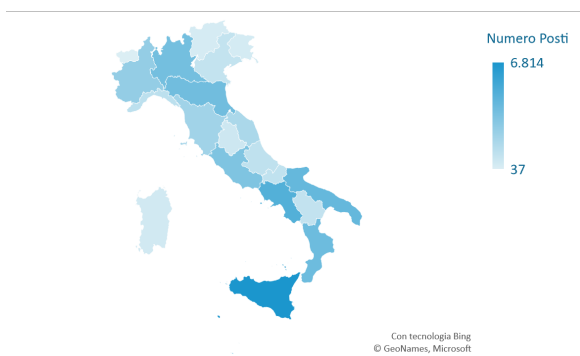 Numero Posti
6.814
37
Con tecnologia Bing
© GeoNames, Microsoft